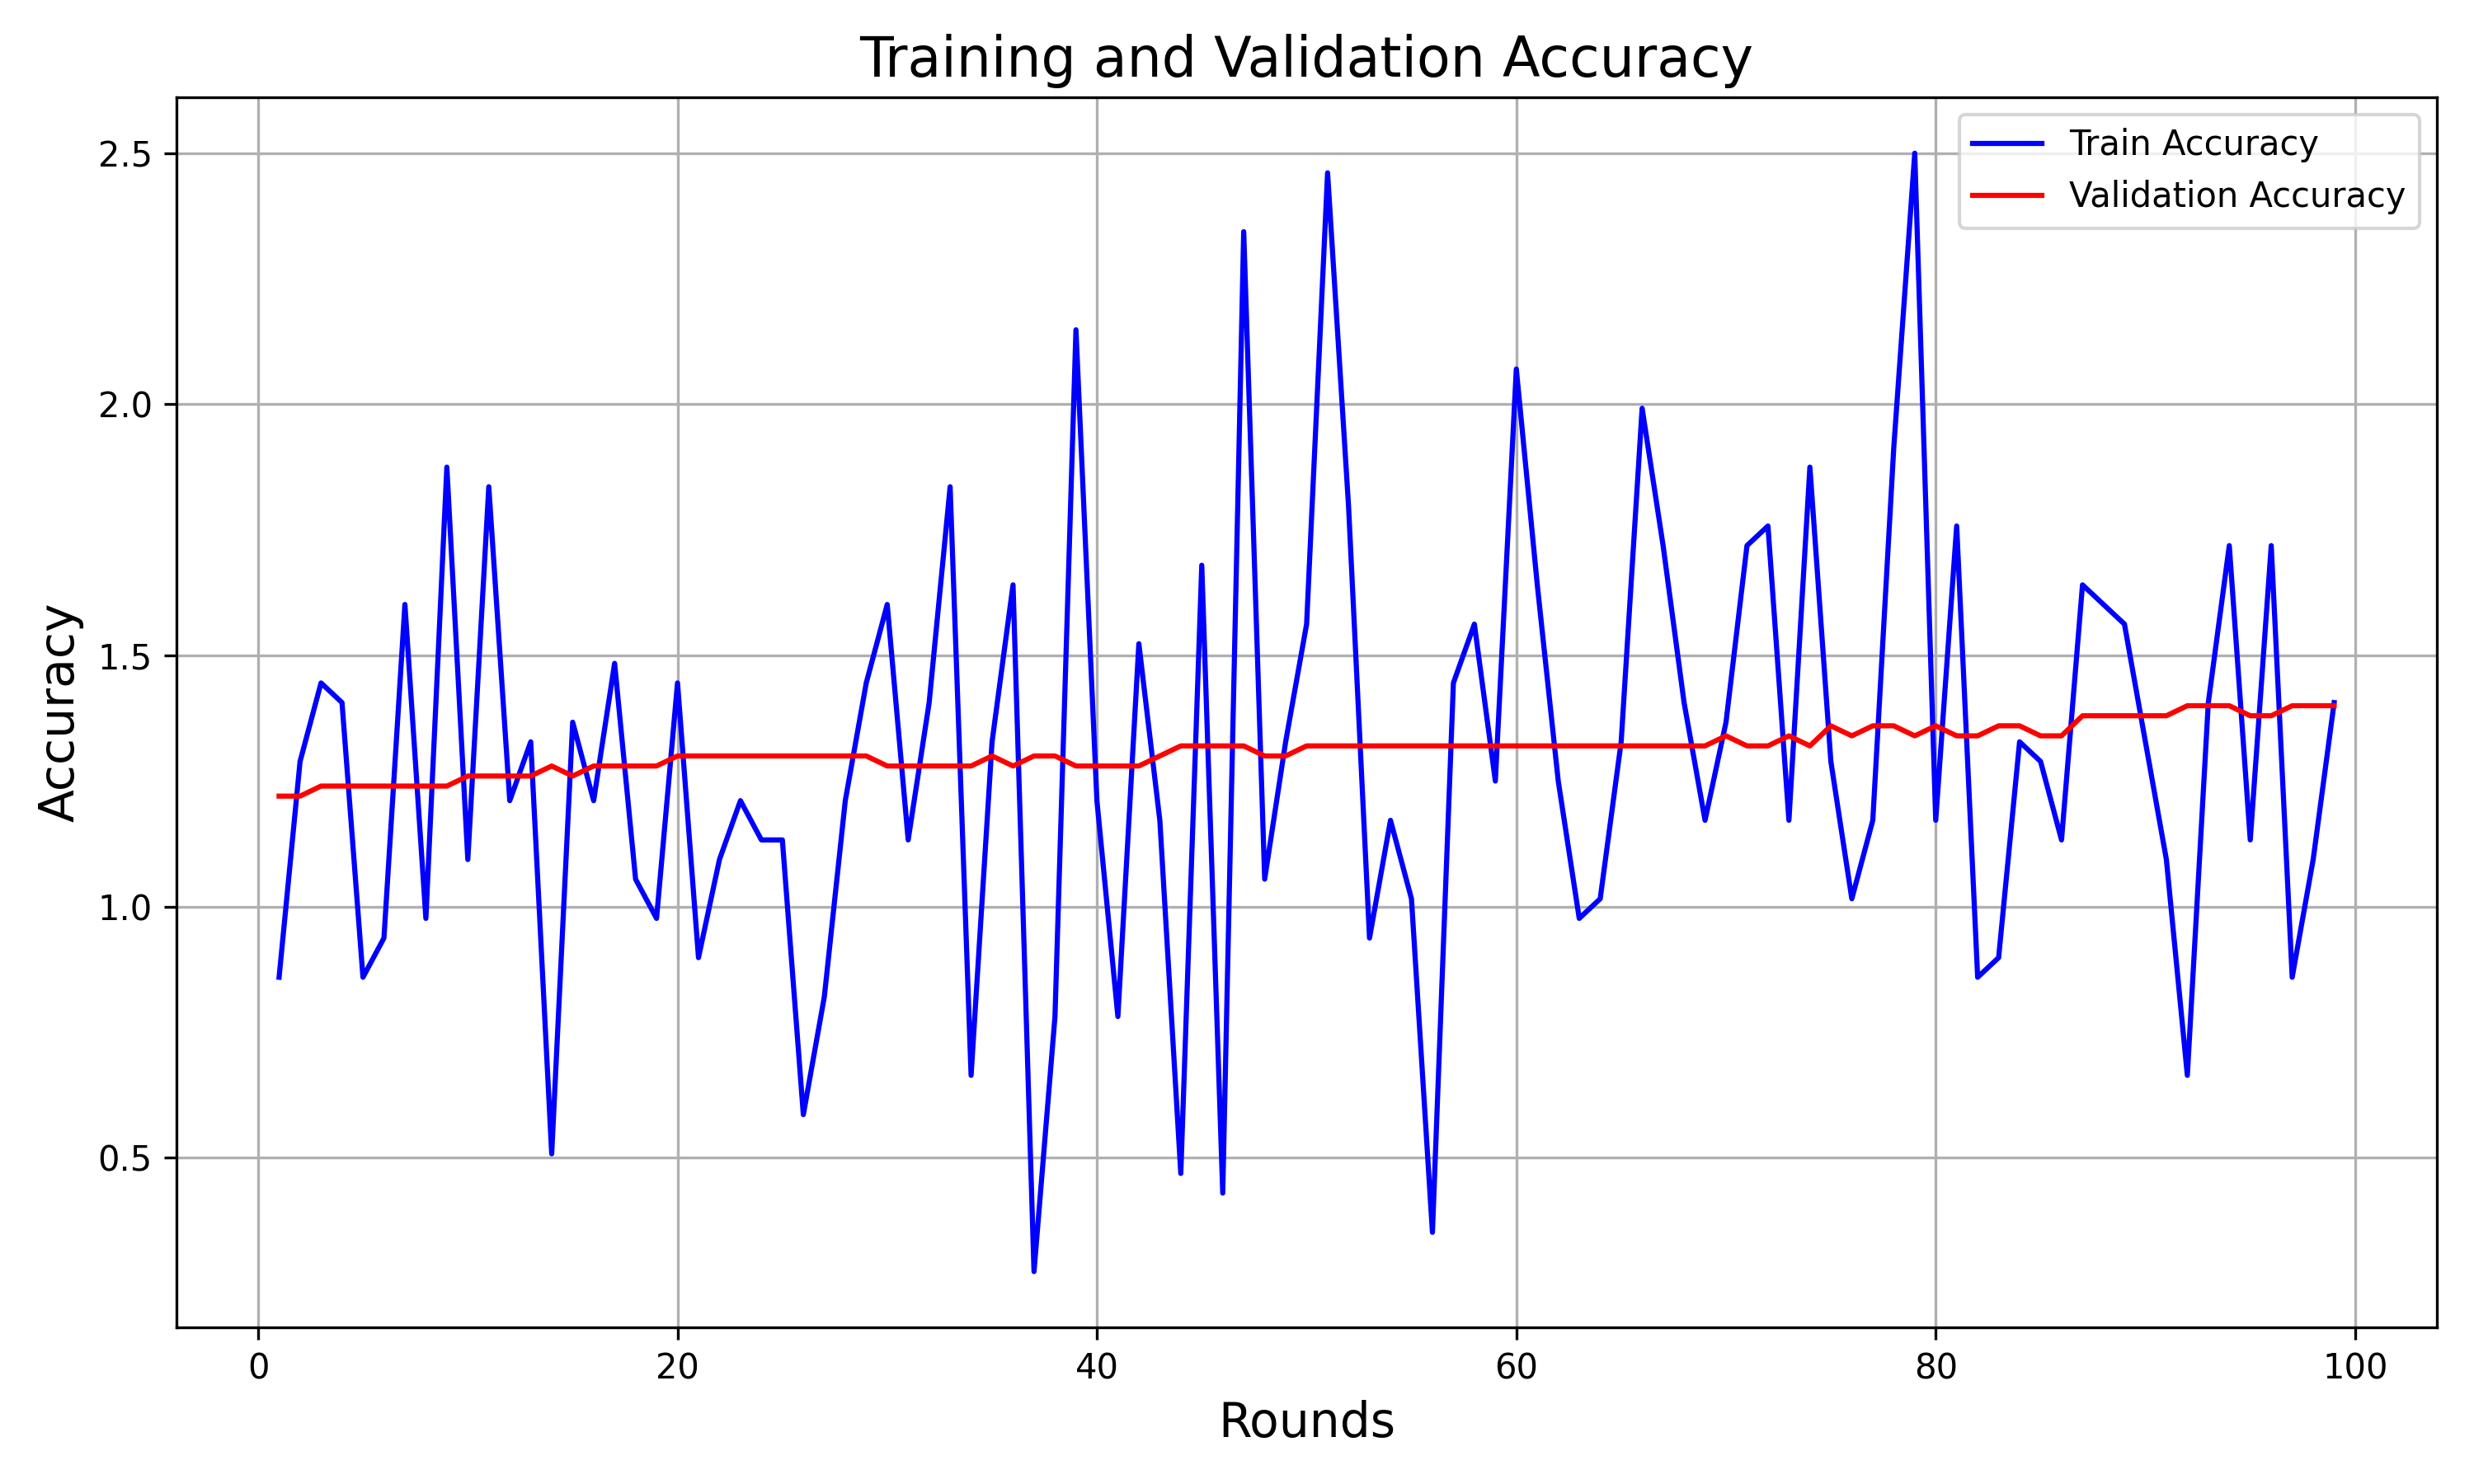 Training and Validation Accuracy
Train Accuracy
Validation Accuracy
Accuracy
2.5
2.0
1.5
1.0
0.5
0 20 40 60 80 100
Rounds